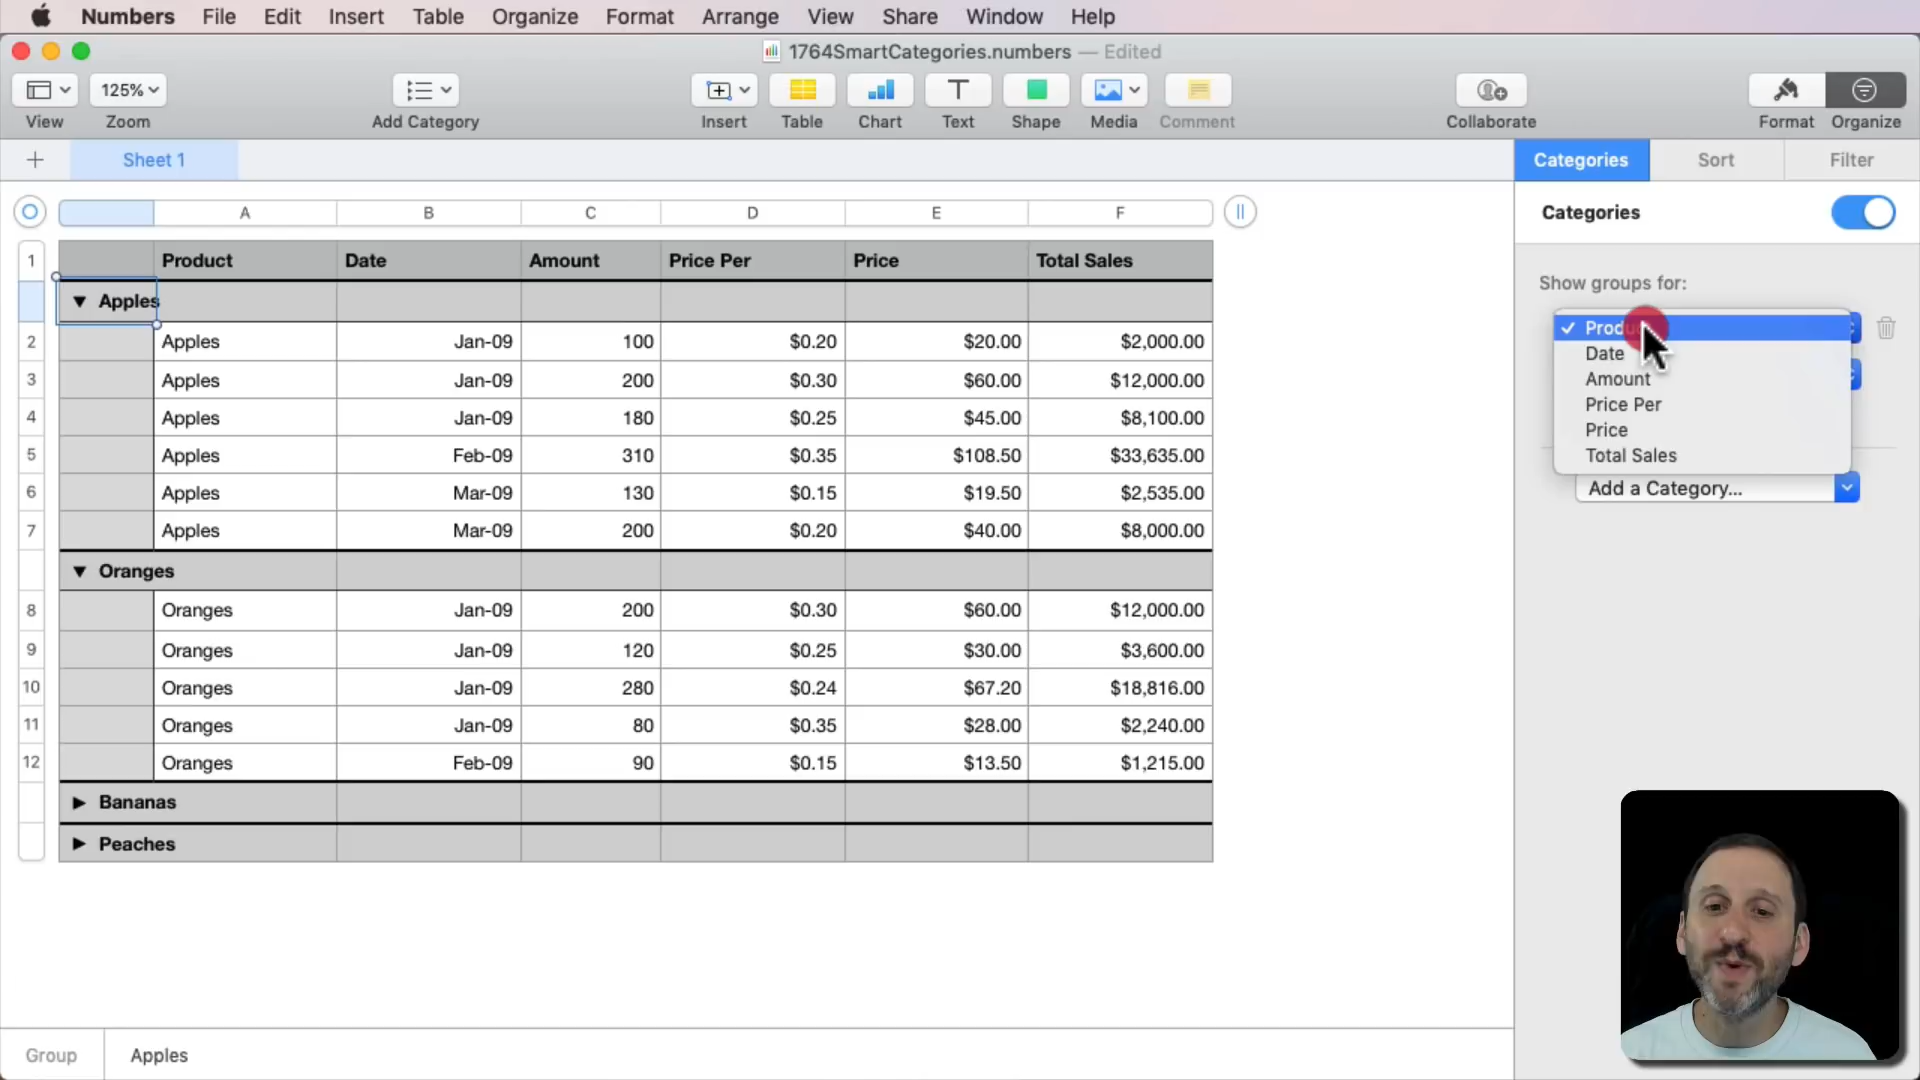 Numbers File Edit Insert Table Organize Format Arrange View Share Window Help
1764SmartCategories.numbers — Edited
125%
View Zoom Add Category Insert Table Chart Text Shape Media Comment Collaborate Format Organize
Sheet 1
Categories Sort Filter
A B C D E F
Categories
1 Product Date Amount Price Per Price Total Sales
Apples
2 Apples Jan-09 100 $0.20 $20.00 $2,000.00
3 Apples Jan-09 200 $0.30 $60.00 $12,000.00
4 Apples Jan-09 180 $0.25 $45.00 $8,100.00
5 Apples Feb-09 310 $0.35 $108.50 $33,635.00
6 Apples Mar-09 130 $0.15 $19.50 $2,535.00
7 Apples Mar-09 200 $0.20 $40.00 $8,000.00
Oranges
8 Oranges Jan-09 200 $0.30 $60.00 $12,000.00
9 Oranges Jan-09 120 $0.25 $30.00 $3,600.00
10 Oranges Jan-09 280 $0.24 $67.20 $18,816.00
11 Oranges Jan-09 80 $0.35 $28.00 $2,240.00
12 Oranges Feb-09 90 $0.15 $13.50 $1,215.00
Bananas
Peaches
Show groups for:
Date
Amount
Price Per
Price
Total Sales
Add a Category...
Group Apples